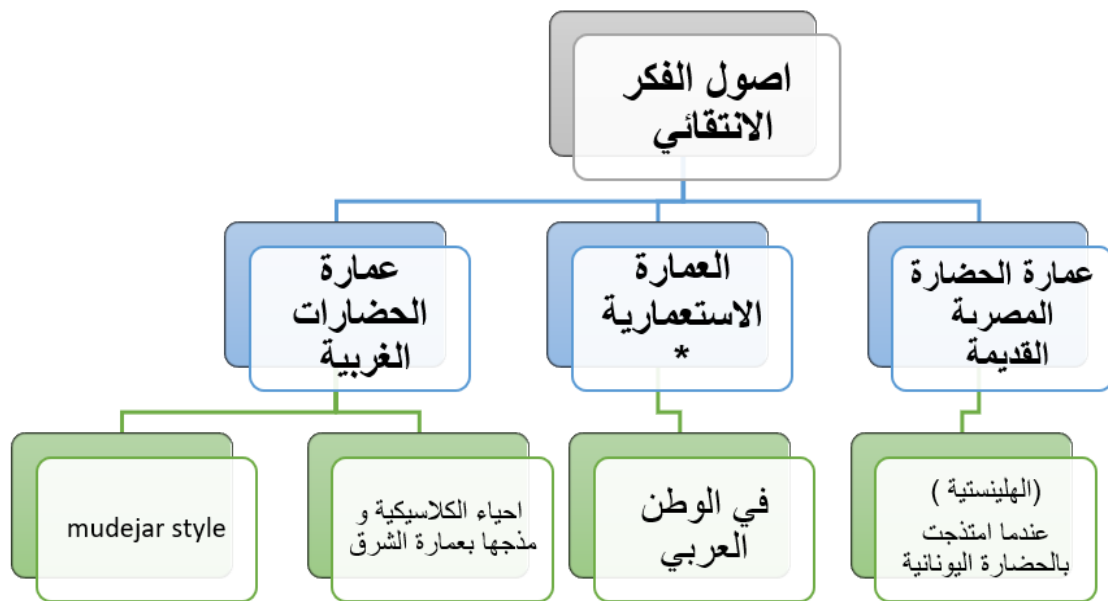 اصول الفكر
الانتقائي
عمارة الحضارة
المصرية
القديمة
العمارة
الاستعمارية
*
عمارة
الحضارات
الغربية
(الهلينستية )
عندما امتذجت
بالحضارة اليونانية
في الوطن
العربي
احياء الكلاسيكية و
مذجها بعمارة الشرق
mudejar style